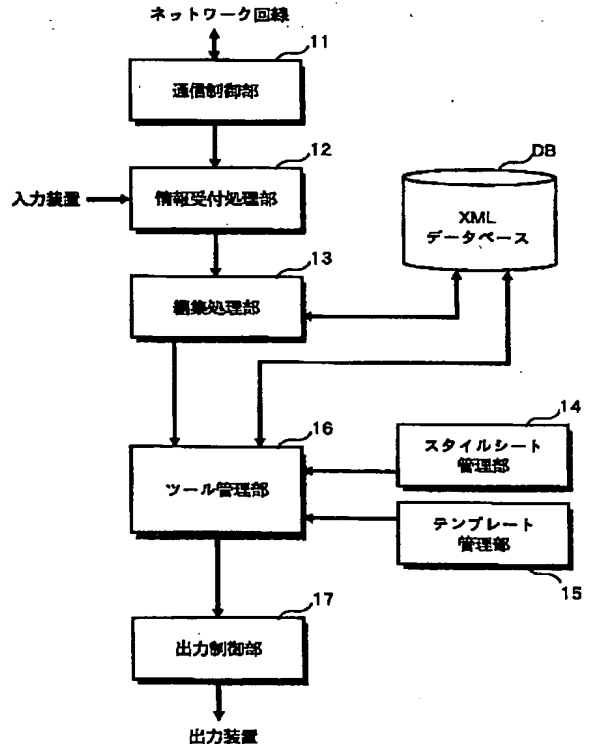 ネットワーク回線
11
通信制御部
12
DB
入力装置
情報受付処理部
XML
データベース
13
編集処理部
16
14
スタイルシート
管理部
ツール管理部
テンプレート
管理部
15
17
出力制御部
出力装置